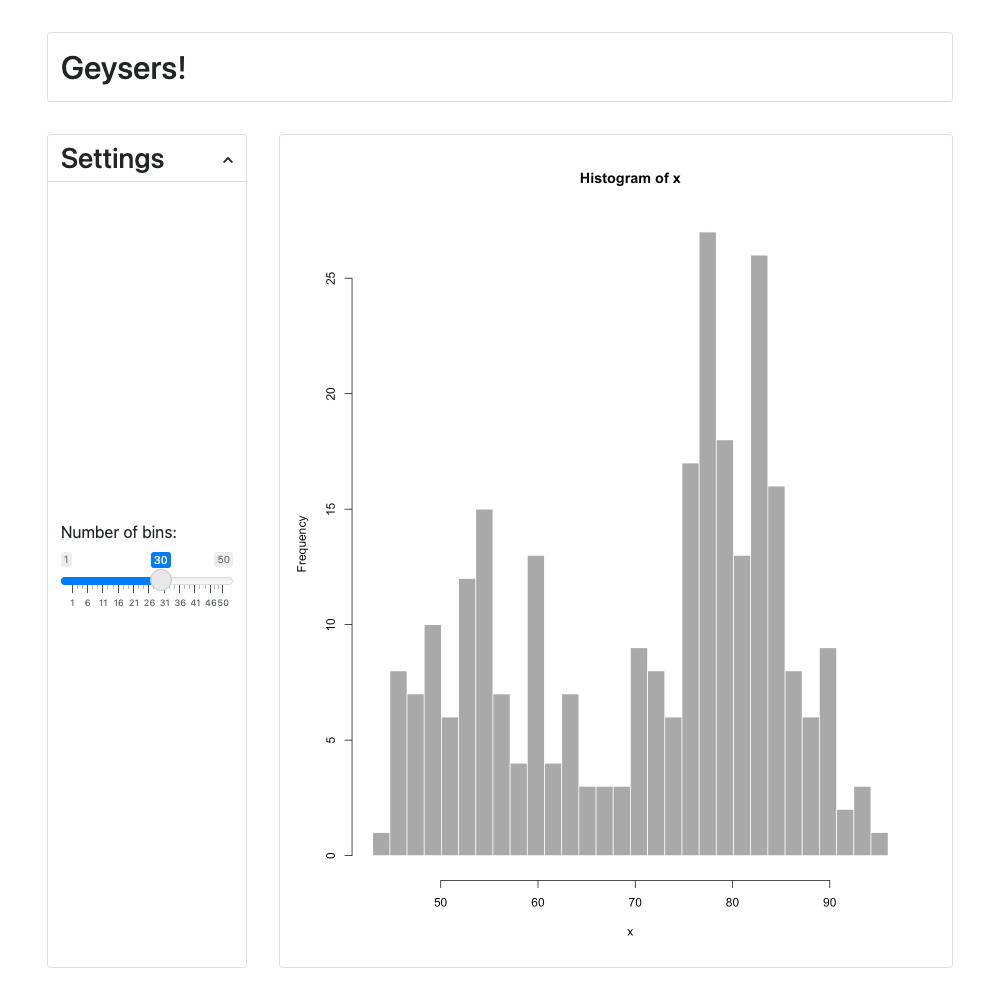 Geysers!
Settings
Number of bins:
1 30 50
1 6 11 16 21 26 31 36 41 46 50
Histogram of x
Frequency
25
20
15
10
5
0
50 60 70 80 90
x